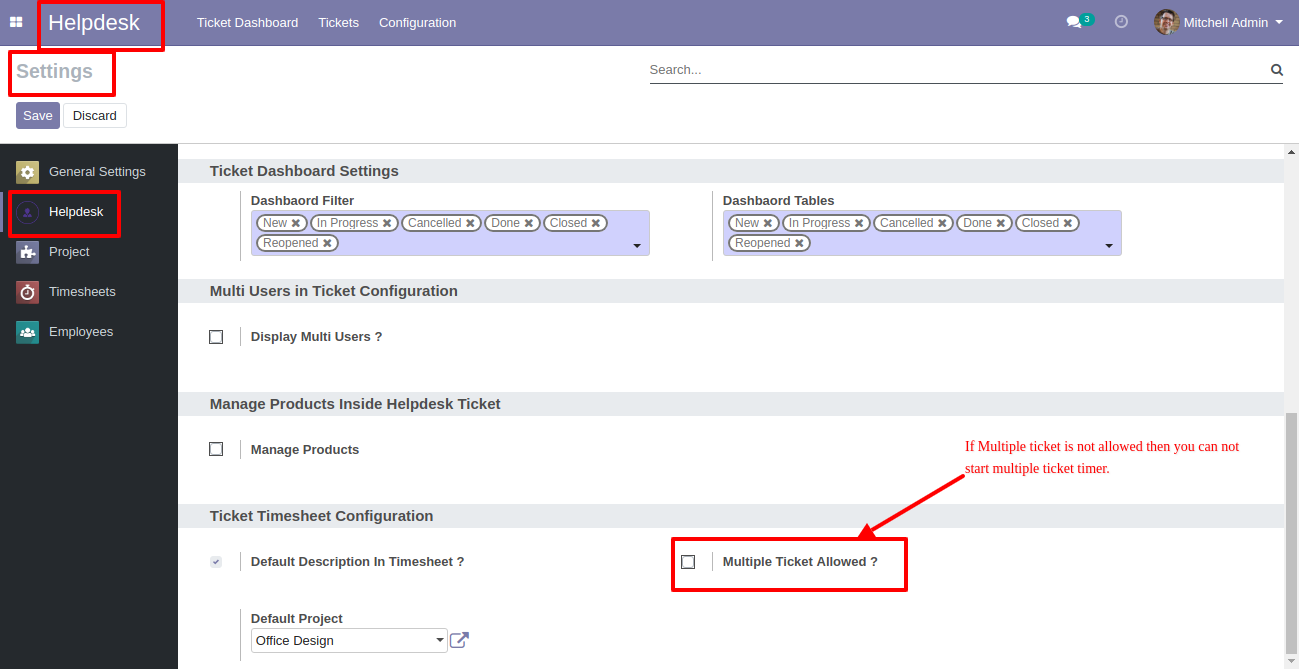 Helpdesk Ticket Dashboard Tickets Configuration 3 Mitchell Admin
Settings Search...
Save Discard
General Settings
Helpdesk
Project
Timesheets
Employees
Ticket Dashboard Settings
Dashbaord Filter
New In Progress Cancelled Done Closed
Reopened
Dashbaord Tables
New In Progress Cancelled Done Closed
Reopened
Multi Users in Ticket Configuration
Display Multi Users ?
Manage Products Inside Helpdesk Ticket
Manage Products
If Multiple ticket is not allowed then you can not
start multiple ticket timer.
Ticket Timesheet Configuration
Default Description In Timesheet ?
Multiple Ticket Allowed ?
Default Project
Office Design